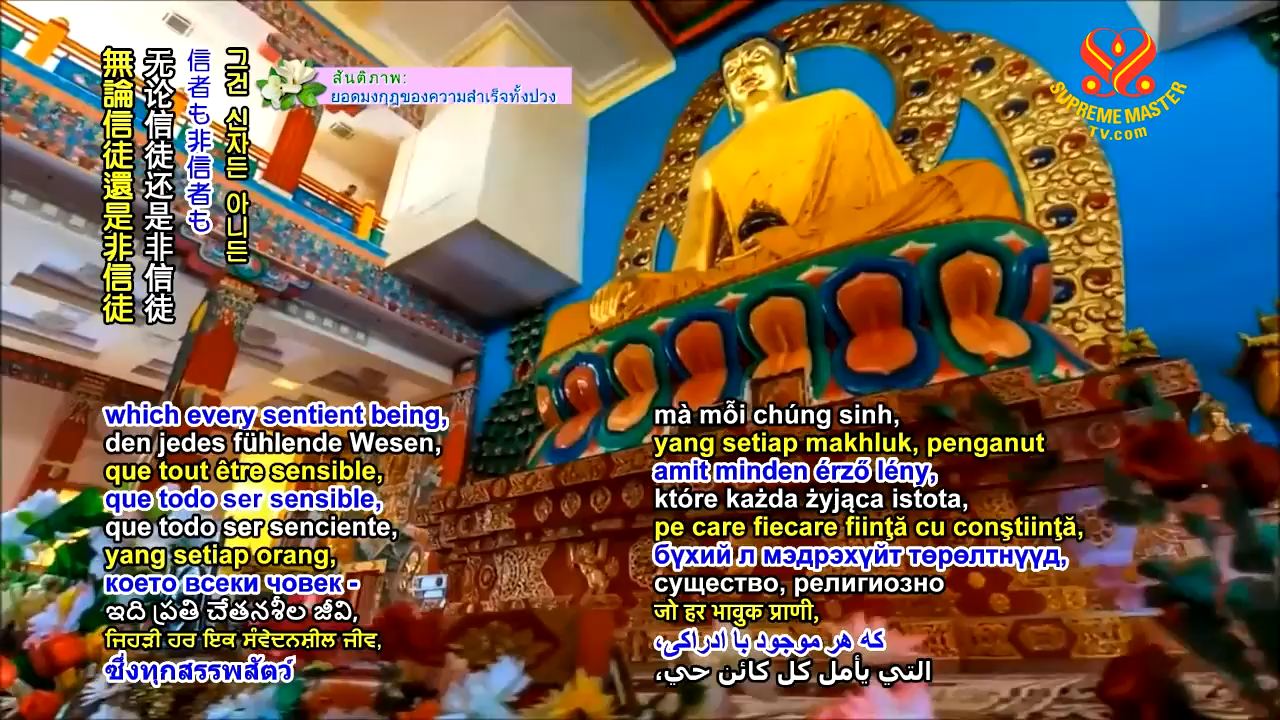 그건 신자든 아니든
信者も非信者も
无论信徒还是非信徒
無論信徒還是非信徒
สันติภาพ:
ยอดมงกุฎของความสำเร็จทั้งปวง
SUPREME MASTER
TV.com
which every sentient being,
den jedes fühlende Wesen,
que tout être sensible,
que todo ser sensible,
que todo ser senciente,
yang setiap orang,
което всеки човек -
ఇది ప్రతి చేతనశీల జీవి,
ਜਿਹੜੀ ਹਰ ਇਕ ਸੰਵੇਦਨਸ਼ੀਲ ਜੀਵ,
ซึ่งทุกสรรพสัตว์
mà mỗi chúng sinh,
yang setiap makhluk, penganut
amit minden érző lény,
które każda żyjąca istota,
pe care fiecare fiinţă cu conştiinţă,
бүхий л мэдрэхүйт төрөлтнүүд,
существо, религиозно
जो हर भावुक प्राणी,
که هر موجود با ادراکی،
التي يأمل كل كائن حي،